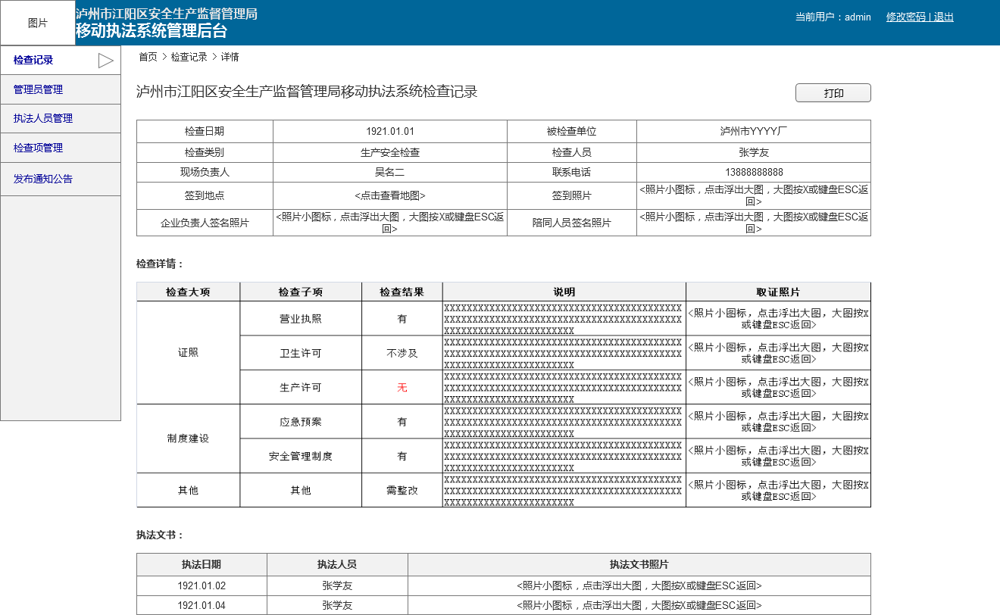 图片
泸州市江阳区安全生产监督管理局
移动执法系统管理后台
当前用户：admin 修改密码 | 退出
检查记录
管理员管理
执法人员管理
检查项管理
发布通知公告
首页 > 检查记录 > 详情
泸州市江阳区安全生产监督管理局移动执法系统检查记录
打印
检查日期 1921.01.01 被检查单位 泸州市YYYY厂
检查类别 生产安全检查 检查人员 张学友
现场负责人 吴名二 联系电话 13888888888
签到地点 <点击查看地图> 签到照片 <照片小图标，点击浮出大图，大图按X或键盘ESC返
回>
企业负责人签名照片 <照片小图标，点击浮出大图，大图按X或键盘ESC返
回> 陪同人员签名照片 <照片小图标，点击浮出大图，大图按X或键盘ESC返
回>
检查详情：
检查大项 检查子项 检查结果 说明 取证照片
证照 营业执照 有 XXXXXXXXXXXXXXXXXXXXXXXXXXXXXXXXXXXXXXXXXX
XXXXXXXXXXXXXXXXXXXXXXXXXXXXXXXXXXXXXXXXXX
XXXXXXXXXXXXXXXXXXXXXXX <照片小图标，点击浮出大图，大图按X
或键盘ESC返回>
卫生许可 不涉及 XXXXXXXXXXXXXXXXXXXXXXXXXXXXXXXXXXXXXXXXXX
XXXXXXXXXXXXXXXXXXXXXXXXXXXXXXXXXXXXXXXXXX
XXXXXXXXXXXXXXXXXXXXXXX <照片小图标，点击浮出大图，大图按X
或键盘ESC返回>
生产许可 无 XXXXXXXXXXXXXXXXXXXXXXXXXXXXXXXXXXXXXXXXXX
XXXXXXXXXXXXXXXXXXXXXXXXXXXXXXXXXXXXXXXXXX
XXXXXXXXXXXXXXXXXXXXXXX <照片小图标，点击浮出大图，大图按X
或键盘ESC返回>
制度建设 应急预案 有 XXXXXXXXXXXXXXXXXXXXXXXXXXXXXXXXXXXXXXXXXX
XXXXXXXXXXXXXXXXXXXXXXXXXXXXXXXXXXXXXXXXXX
XXXXXXXXXXXXXXXXXXXXXXX <照片小图标，点击浮出大图，大图按X
或键盘ESC返回>
安全管理制度 有 XXXXXXXXXXXXXXXXXXXXXXXXXXXXXXXXXXXXXXXXXX
XXXXXXXXXXXXXXXXXXXXXXXXXXXXXXXXXXXXXXXXXX
XXXXXXXXXXXXXXXXXXXXXXX <照片小图标，点击浮出大图，大图按X
或键盘ESC返回>
其他 其他 需整改 XXXXXXXXXXXXXXXXXXXXXXXXXXXXXXXXXXXXXXXXXX
XXXXXXXXXXXXXXXXXXXXXXXXXXXXXXXXXXXXXXXXXX
XXXXXXXXXXXXXXXXXXXXXXX <照片小图标，点击浮出大图，大图按X
或键盘ESC返回>
执法文书：
执法日期 执法人员 执法文书照片
1921.01.02 张学友 <照片小图标，点击浮出大图，大图按X或键盘ESC返回>
1921.01.04 张学友 <照片小图标，点击浮出大图，大图按X或键盘ESC返回>